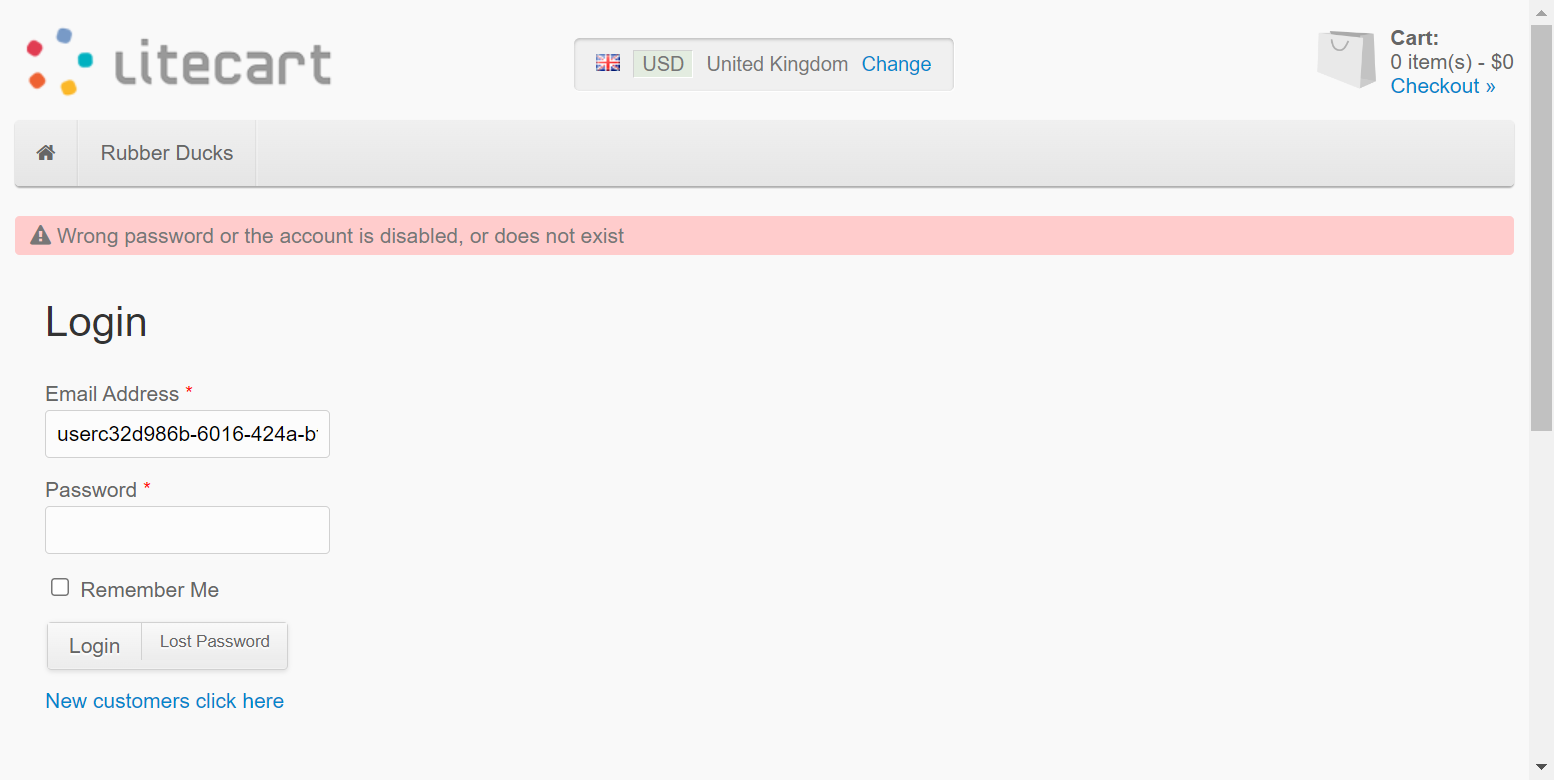 Litecart
USD United Kingdom Change
Cart:
0 item(s) - $0
Checkout »
Rubber Ducks
Wrong password or the account is disabled, or does not exist
Login
Email Address *
userc32d986b-6016-424a-b
Password *
Remember Me
Login Lost Password
New customers click here